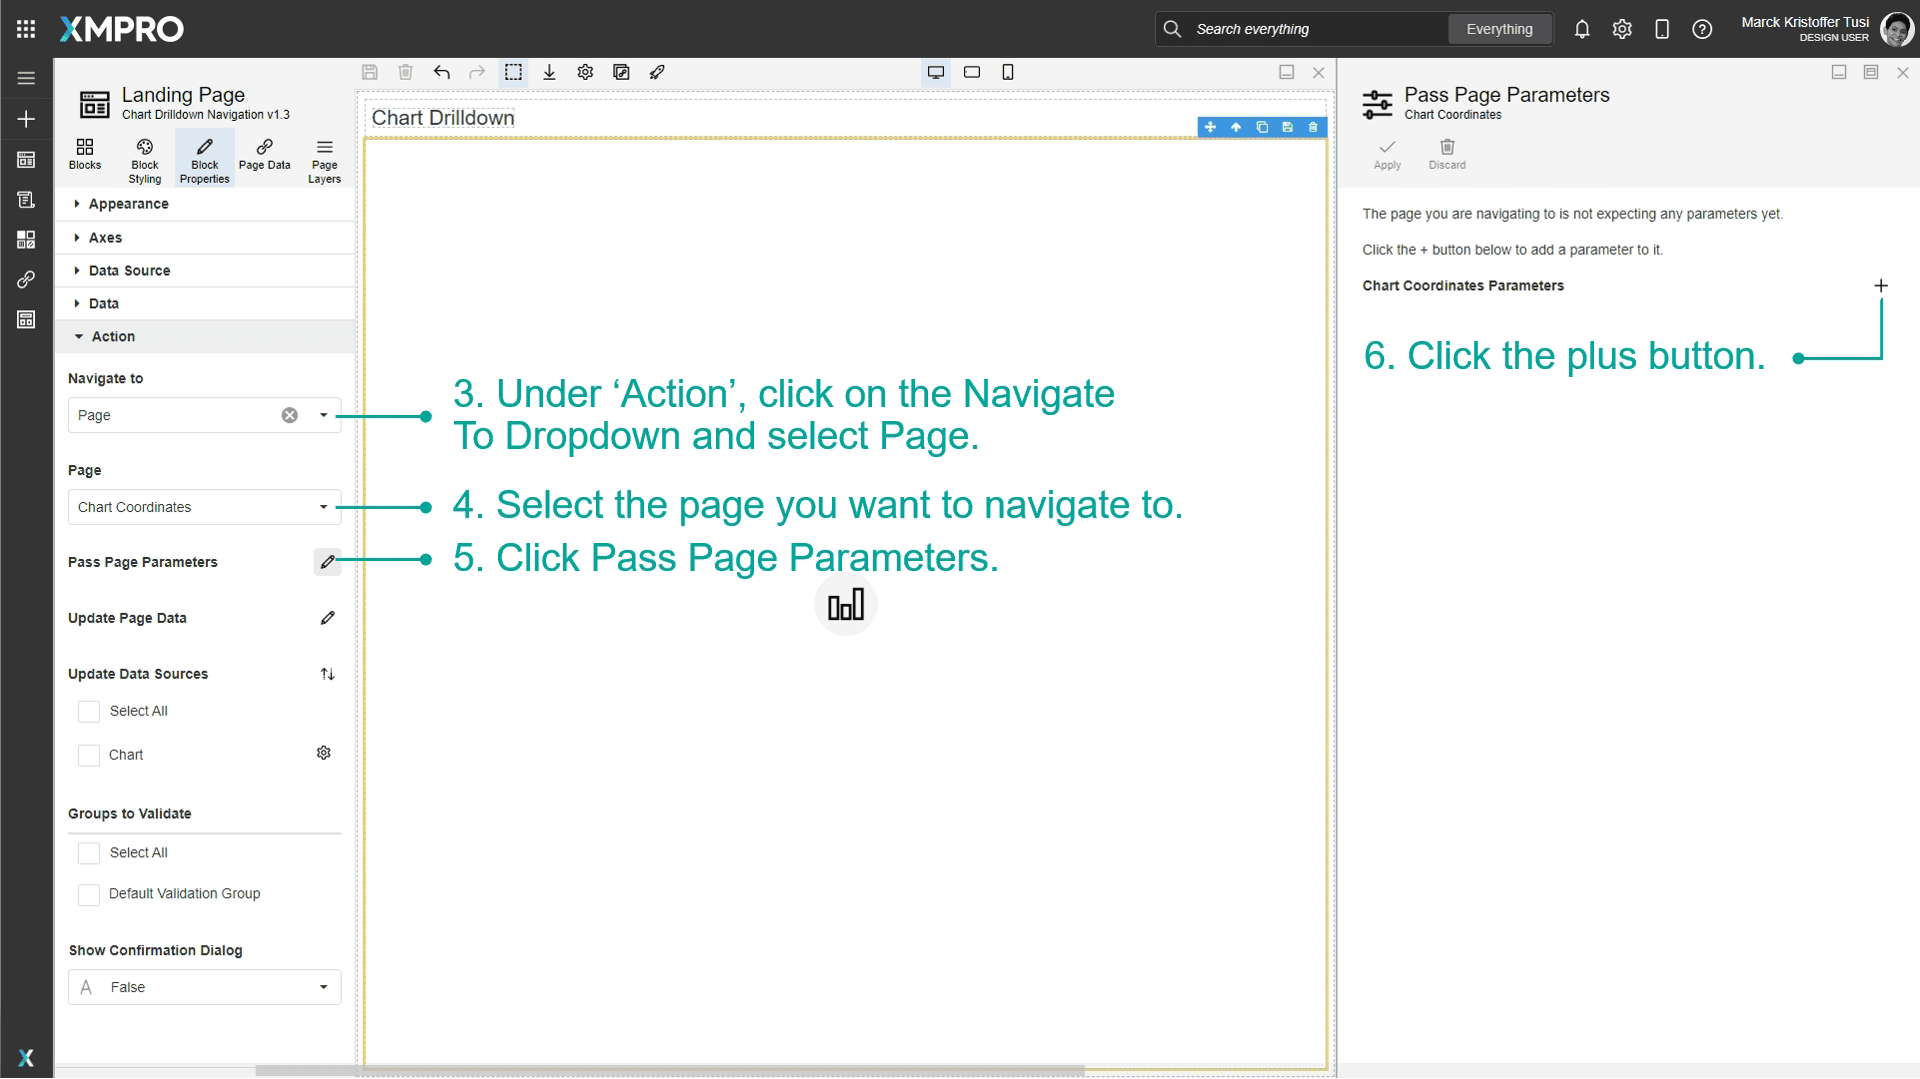 XMPRO
Search everything
Everything
Marck Kristoffer Tusi
DESIGN USER
Landing Page
Chart Drilldown Navigation v1.3
Blocks
Block Styling
Block Properties
Page Data
Page Layers
Appearance
Axes
Data Source
Data
Action
Navigate to
Page
Page
Chart Coordinates
Pass Page Parameters
Update Page Data
Update Data Sources
Select All
Chart
Groups to Validate
Select All
Default Validation Group
Show Confirmation Dialog
A False
Chart Drilldown
3. Under ‘Action’, click on the Navigate
To Dropdown and select Page.
4. Select the page you want to navigate to.
5. Click Pass Page Parameters.
Pass Page Parameters
Chart Coordinates
Apply
Discard
The page you are navigating to is not expecting any parameters yet.
Click the + button below to add a parameter to it.
Chart Coordinates Parameters
6. Click the plus button.